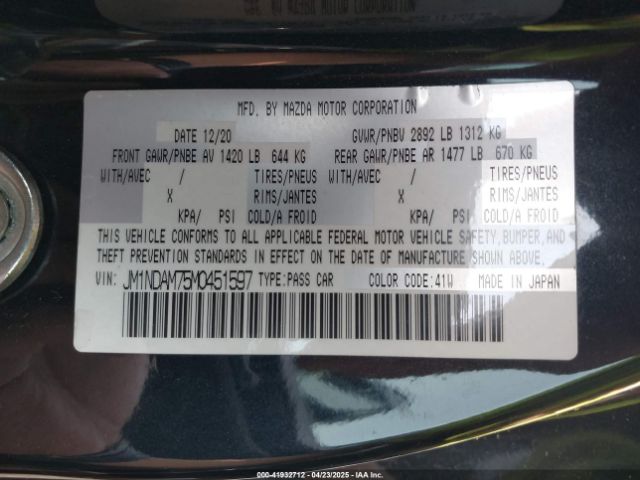 MFD. BY MAZDA MOTOR CORPORATION
DATE 12/20 GVWR/PNBV 2892 LB 1312 KG
FRONT GAWR/PNBE AV 1420 LB 644 KG REAR GAWR/PNBE AR 1477 LB 670 KG
WITH/AVEC / TIRES/PNEUS WITH/AVEC / TIRES/PNEUS
X RIMS/JANTES X RIMS/JANTES
KPA/ PSI COLD/A FROID KPA/ PSI COLD/A FROID
THIS VEHICLE CONFORMS TO ALL APPLICABLE FEDERAL MOTOR VEHICLE SAFETY, BUMPER, AND
THEFT PREVENTION STANDARDS IN EFFECT ON THE DATE OF MANUFACTURE SHOWN ABOVE.
VIN: JM1NDAM75M0451597 TYPE: PASS CAR COLOR CODE: 41W MADE IN JAPAN
000-41932712 - 04/23/2025 - IAAI.COM